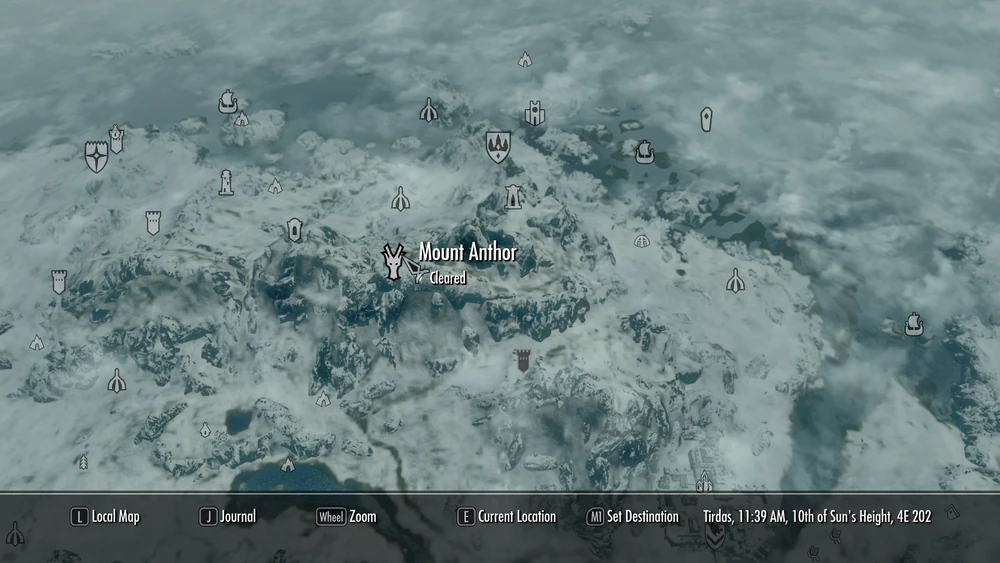 Mount Anthor
Cleared
L Local Map J Journal Wheel Zoom E Current Location M1 Set Destination Tirdas, 11:39 AM, 10th of Sun's Height, 4E 202